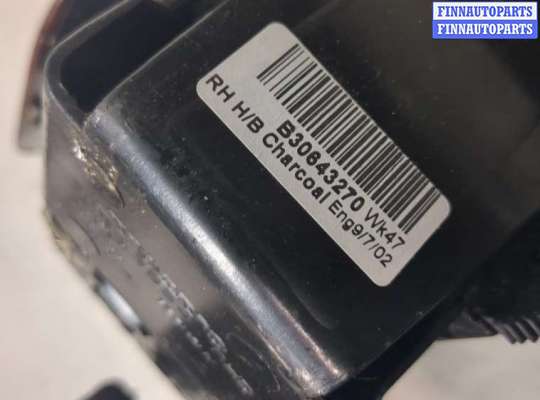 FINNAUTOPARTS
FINNAUTOPARTS
B30643270 Wk47
RH H/B Charcoal Eng9/7/02